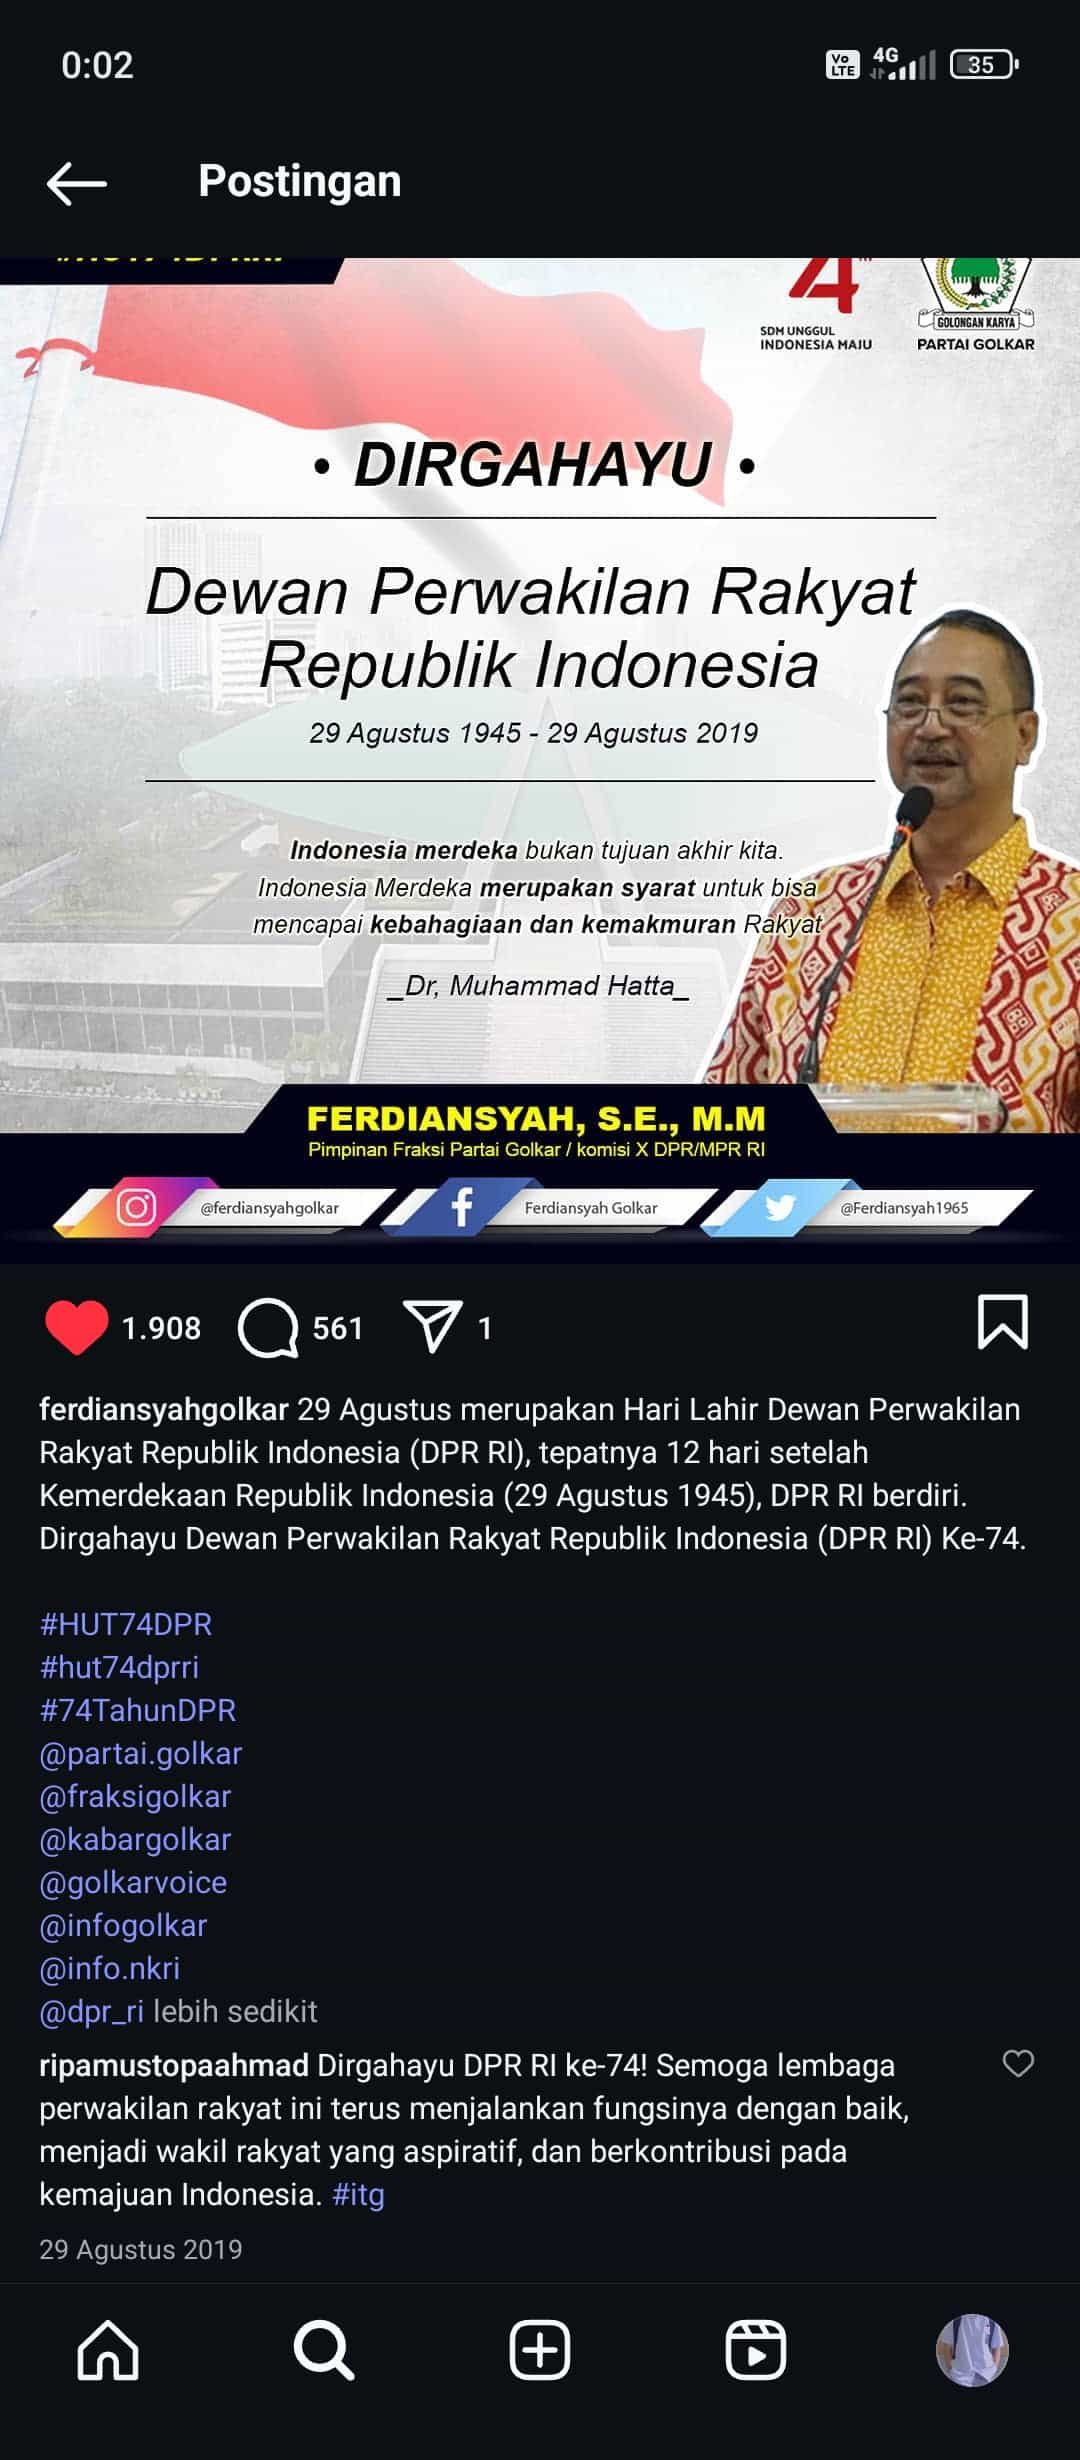 0:02
Vo LTE 4G 35
Postingan
SDM UNGGUL
INDONESIA MAJU
GOLONGAN KARYA
PARTAI GOLKAR
• DIRGAHAYU •
Dewan Perwakilan Rakyat
Republik Indonesia
29 Agustus 1945 - 29 Agustus 2019
Indonesia merdeka bukan tujuan akhir kita.
Indonesia Merdeka merupakan syarat untuk bisa
mencapai kebahagiaan dan kemakmuran Rakyat
_Dr, Muhammad Hatta_
FERDIANSYAH, S.E., M.M
Pimpinan Fraksi Partai Golkar / komisi X DPR/MPR RI
@ferdiansyahgolkar
Ferdiansyah Golkar
@Ferdiansyah1965
1.908 561 1
ferdiansyahgolkar 29 Agustus merupakan Hari Lahir Dewan Perwakilan
Rakyat Republik Indonesia (DPR RI), tepatnya 12 hari setelah
Kemerdekaan Republik Indonesia (29 Agustus 1945), DPR RI berdiri.
Dirgahayu Dewan Perwakilan Rakyat Republik Indonesia (DPR RI) Ke-74.
#HUT74DPR
#hut74dprri
#74TahunDPR
@partai.golkar
@fraksigolkar
@kabargolkar
@golkarvoice
@infogolkar
@info.nkri
@dpr_ri lebih sedikit
ripamustopaahmad Dirgahayu DPR RI ke-74! Semoga lembaga
perwakilan rakyat ini terus menjalankan fungsinya dengan baik,
menjadi wakil rakyat yang aspiratif, dan berkontribusi pada
kemajuan Indonesia. #itg
29 Agustus 2019